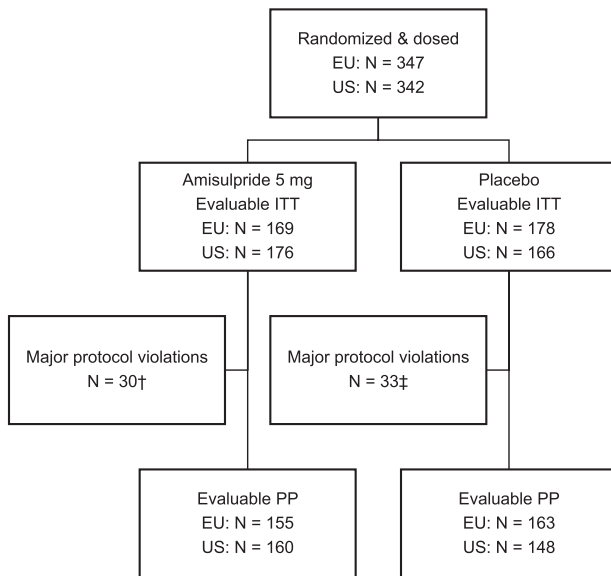 Randomized & dosed
EU: N = 347
US: N = 342
Amisulpride 5 mg
Evaluable ITT
EU: N = 169
US: N = 176
Placebo
Evaluable ITT
EU: N = 178
US: N = 166
Major protocol violations
N = 30†
Major protocol violations
N = 33‡
Evaluable PP
EU: N = 155
US: N = 160
Evaluable PP
EU: N = 163
US: N = 148